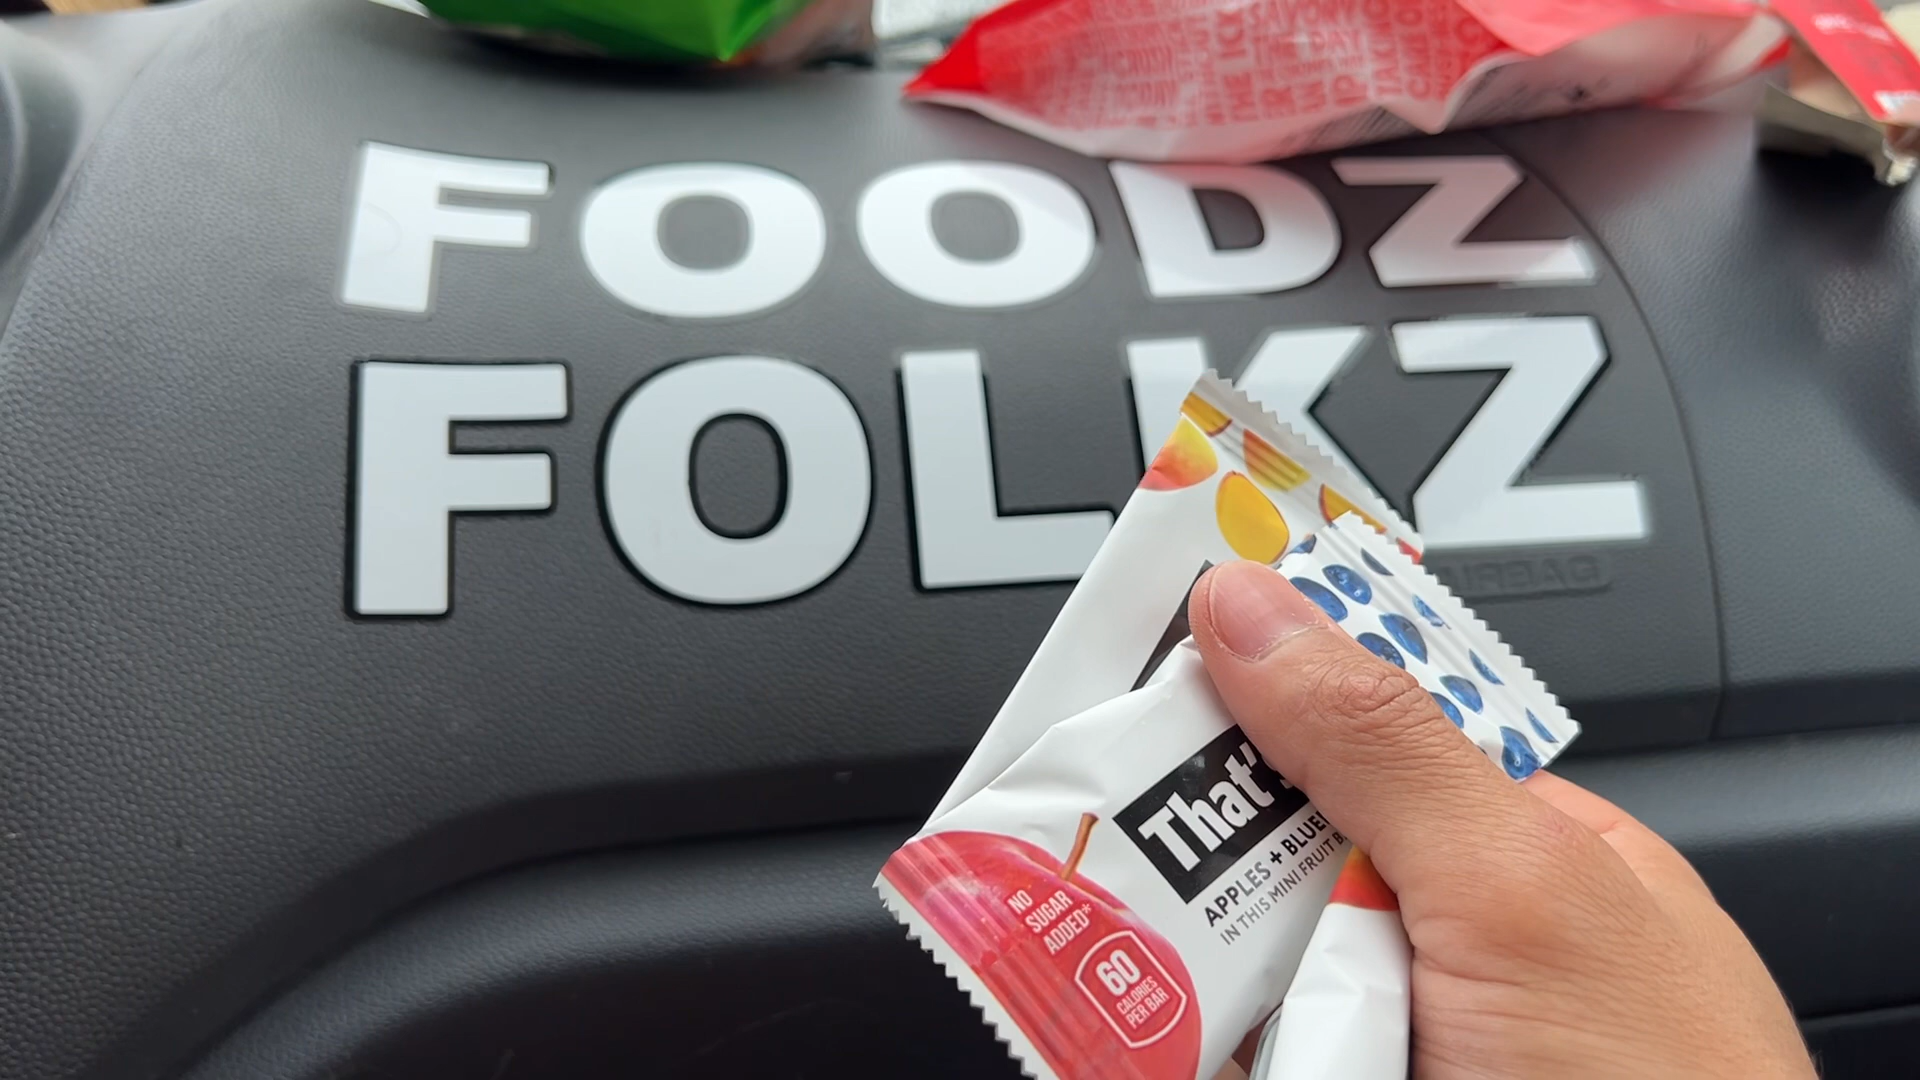 FOODZ
FOLKZ
AIRBAG
That's
APPLES + BLUE
IN THIS MINI FRUIT B
NO
SUGAR
ADDED*
60
CALORIES
PER BAR